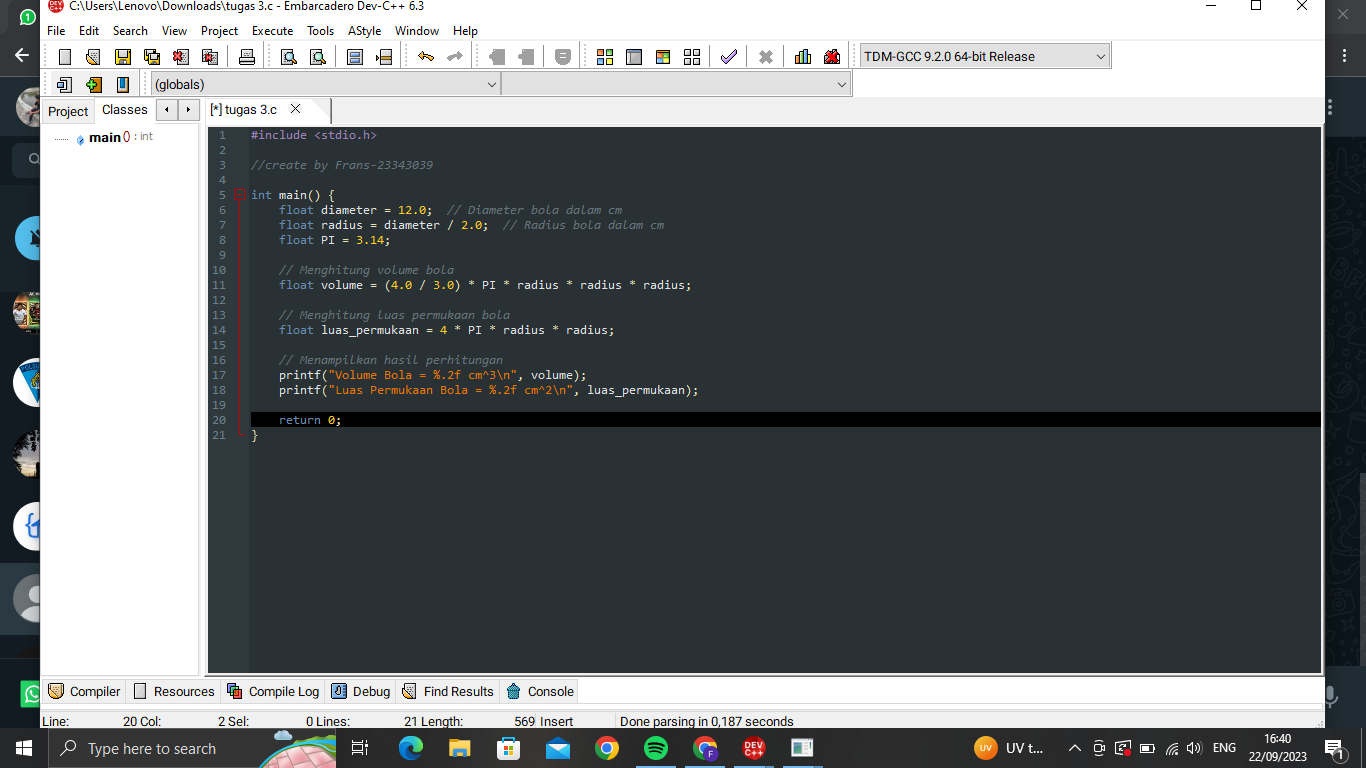 C:\Users\Lenovo\Downloads\tugas 3.c - Embarcadero Dev-C++ 6.3
File Edit Search View Project Execute Tools AStyle Window Help
TDM-GCC 9.2.0 64-bit Release
(globals)
Project Classes [*] tugas 3.c
main() : int
1 #include <stdio.h>
2
3 //create by Frans-23343039
4
5 int main() {
6 float diameter = 12.0; // Diameter bola dalam cm
7 float radius = diameter / 2.0; // Radius bola dalam cm
8 float PI = 3.14;
9
10 // Menghitung volume bola
11 float volume = (4.0 / 3.0) * PI * radius * radius * radius;
12
13 // Menghitung luas permukaan bola
14 float luas_permukaan = 4 * PI * radius * radius;
15
16 // Menampilkan hasil perhitungan
17 printf("Volume Bola = %.2f cm^3\n", volume);
18 printf("Luas Permukaan Bola = %.2f cm^2\n", luas_permukaan);
19
20 return 0;
21 }
Compiler Resources Compile Log Debug Find Results Console
Line: 20 Col: 2 Sel: 0 Lines: 21 Length: 569 Insert Done parsing in 0,187 seconds
Type here to search
DEV C++
UV UV t...
ENG
16:40
22/09/2023
1